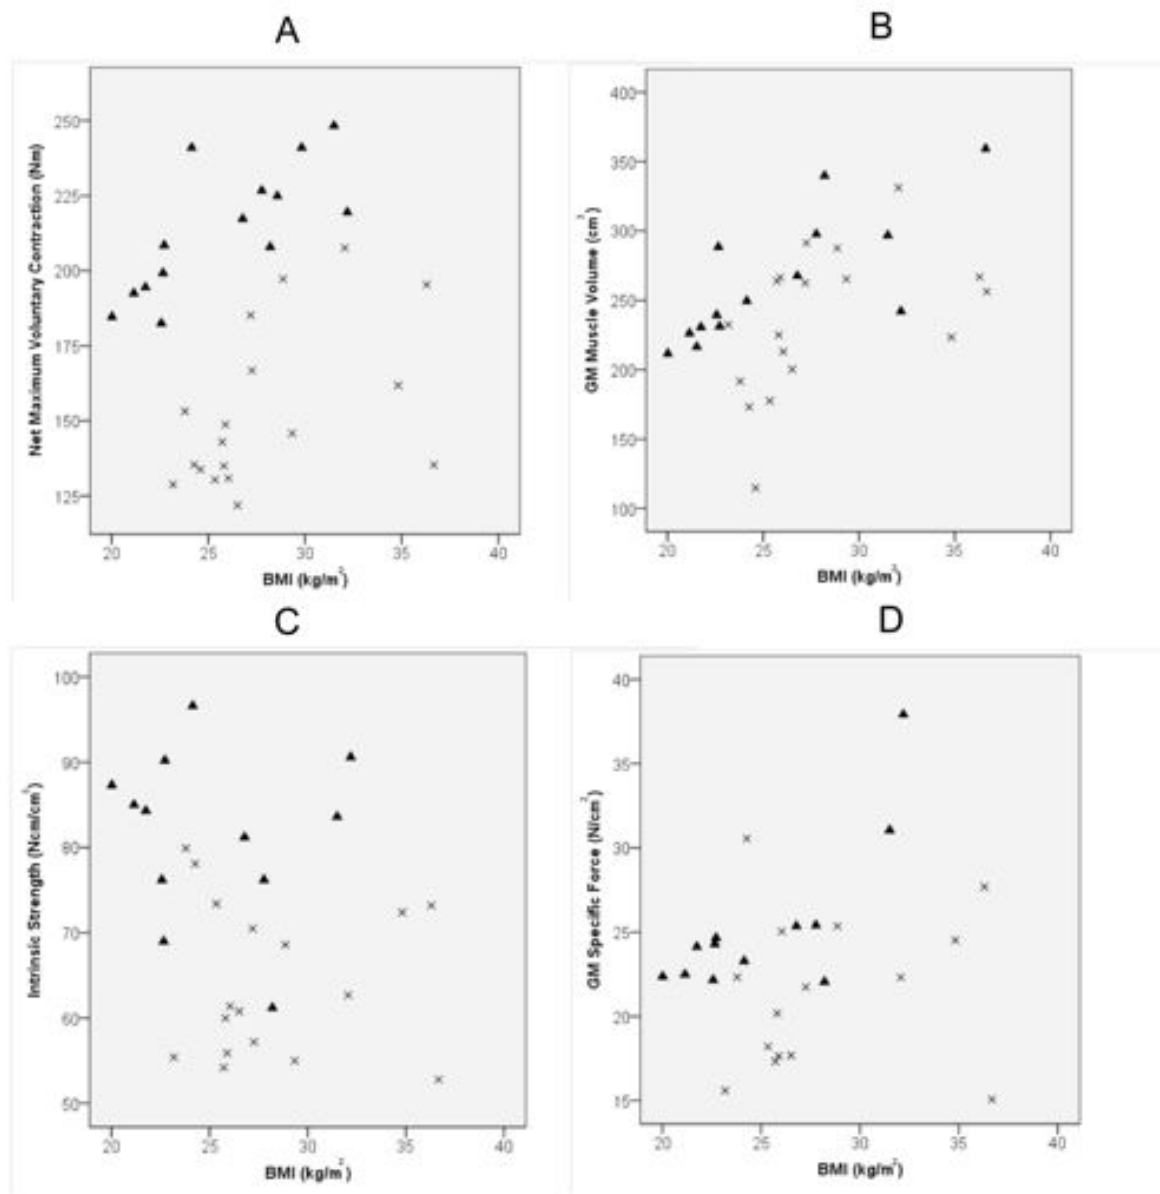 A
Net Maximum Voluntary Contraction (Nm)
250
225
200
175
150
125
20 25 30 35 40
BMI (kg/m²)
B
GM Muscle Volume (cm³)
400
350
300
250
200
150
100
20 25 30 35 40
BMI (kg/m²)
C
Intrinsic Strength (Ncm/cm³)
100
90
80
70
60
50
20 25 30 35 40
BMI (kg/m²)
D
GM Specific Force (N/cm²)
40
35
30
25
20
15
20 25 30 35 40
BMI (kg/m²)